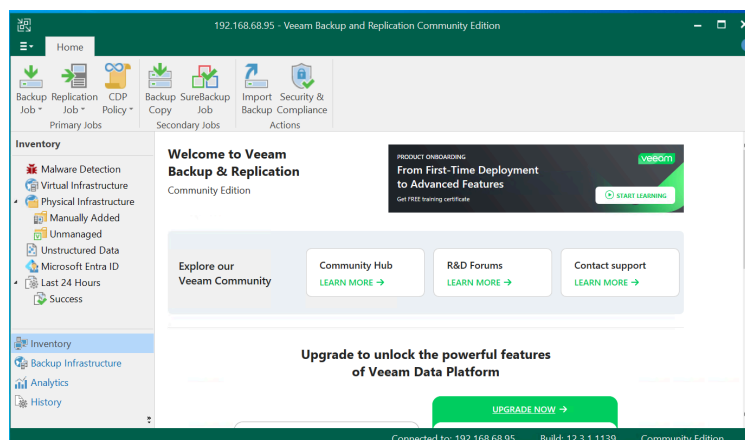 192.168.68.95 - Veeam Backup and Replication Community Edition
Home
Backup Job
Replication Job
CDP Policy
Primary Jobs
Backup Copy
SureBackup Job
Secondary Jobs
Import Backup
Security & Compliance
Actions
Inventory
Malware Detection
Virtual Infrastructure
Physical Infrastructure
Manually Added
Unmanaged
Unstructured Data
Microsoft Entra ID
Last 24 Hours
Success
Inventory
Backup Infrastructure
Analytics
History
Welcome to Veeam
Backup & Replication
Community Edition
PRODUCT ONBOARDING
From First-Time Deployment
to Advanced Features
Get FREE training certificate
veeam
START LEARNING
Explore our
Veeam Community
Community Hub
LEARN MORE →
R&D Forums
LEARN MORE →
Contact support
LEARN MORE →
Upgrade to unlock the powerful features
of Veeam Data Platform
UPGRADE NOW →
Connected to: 192.168.68.95
Build: 12.3.1.1139
Community Edition